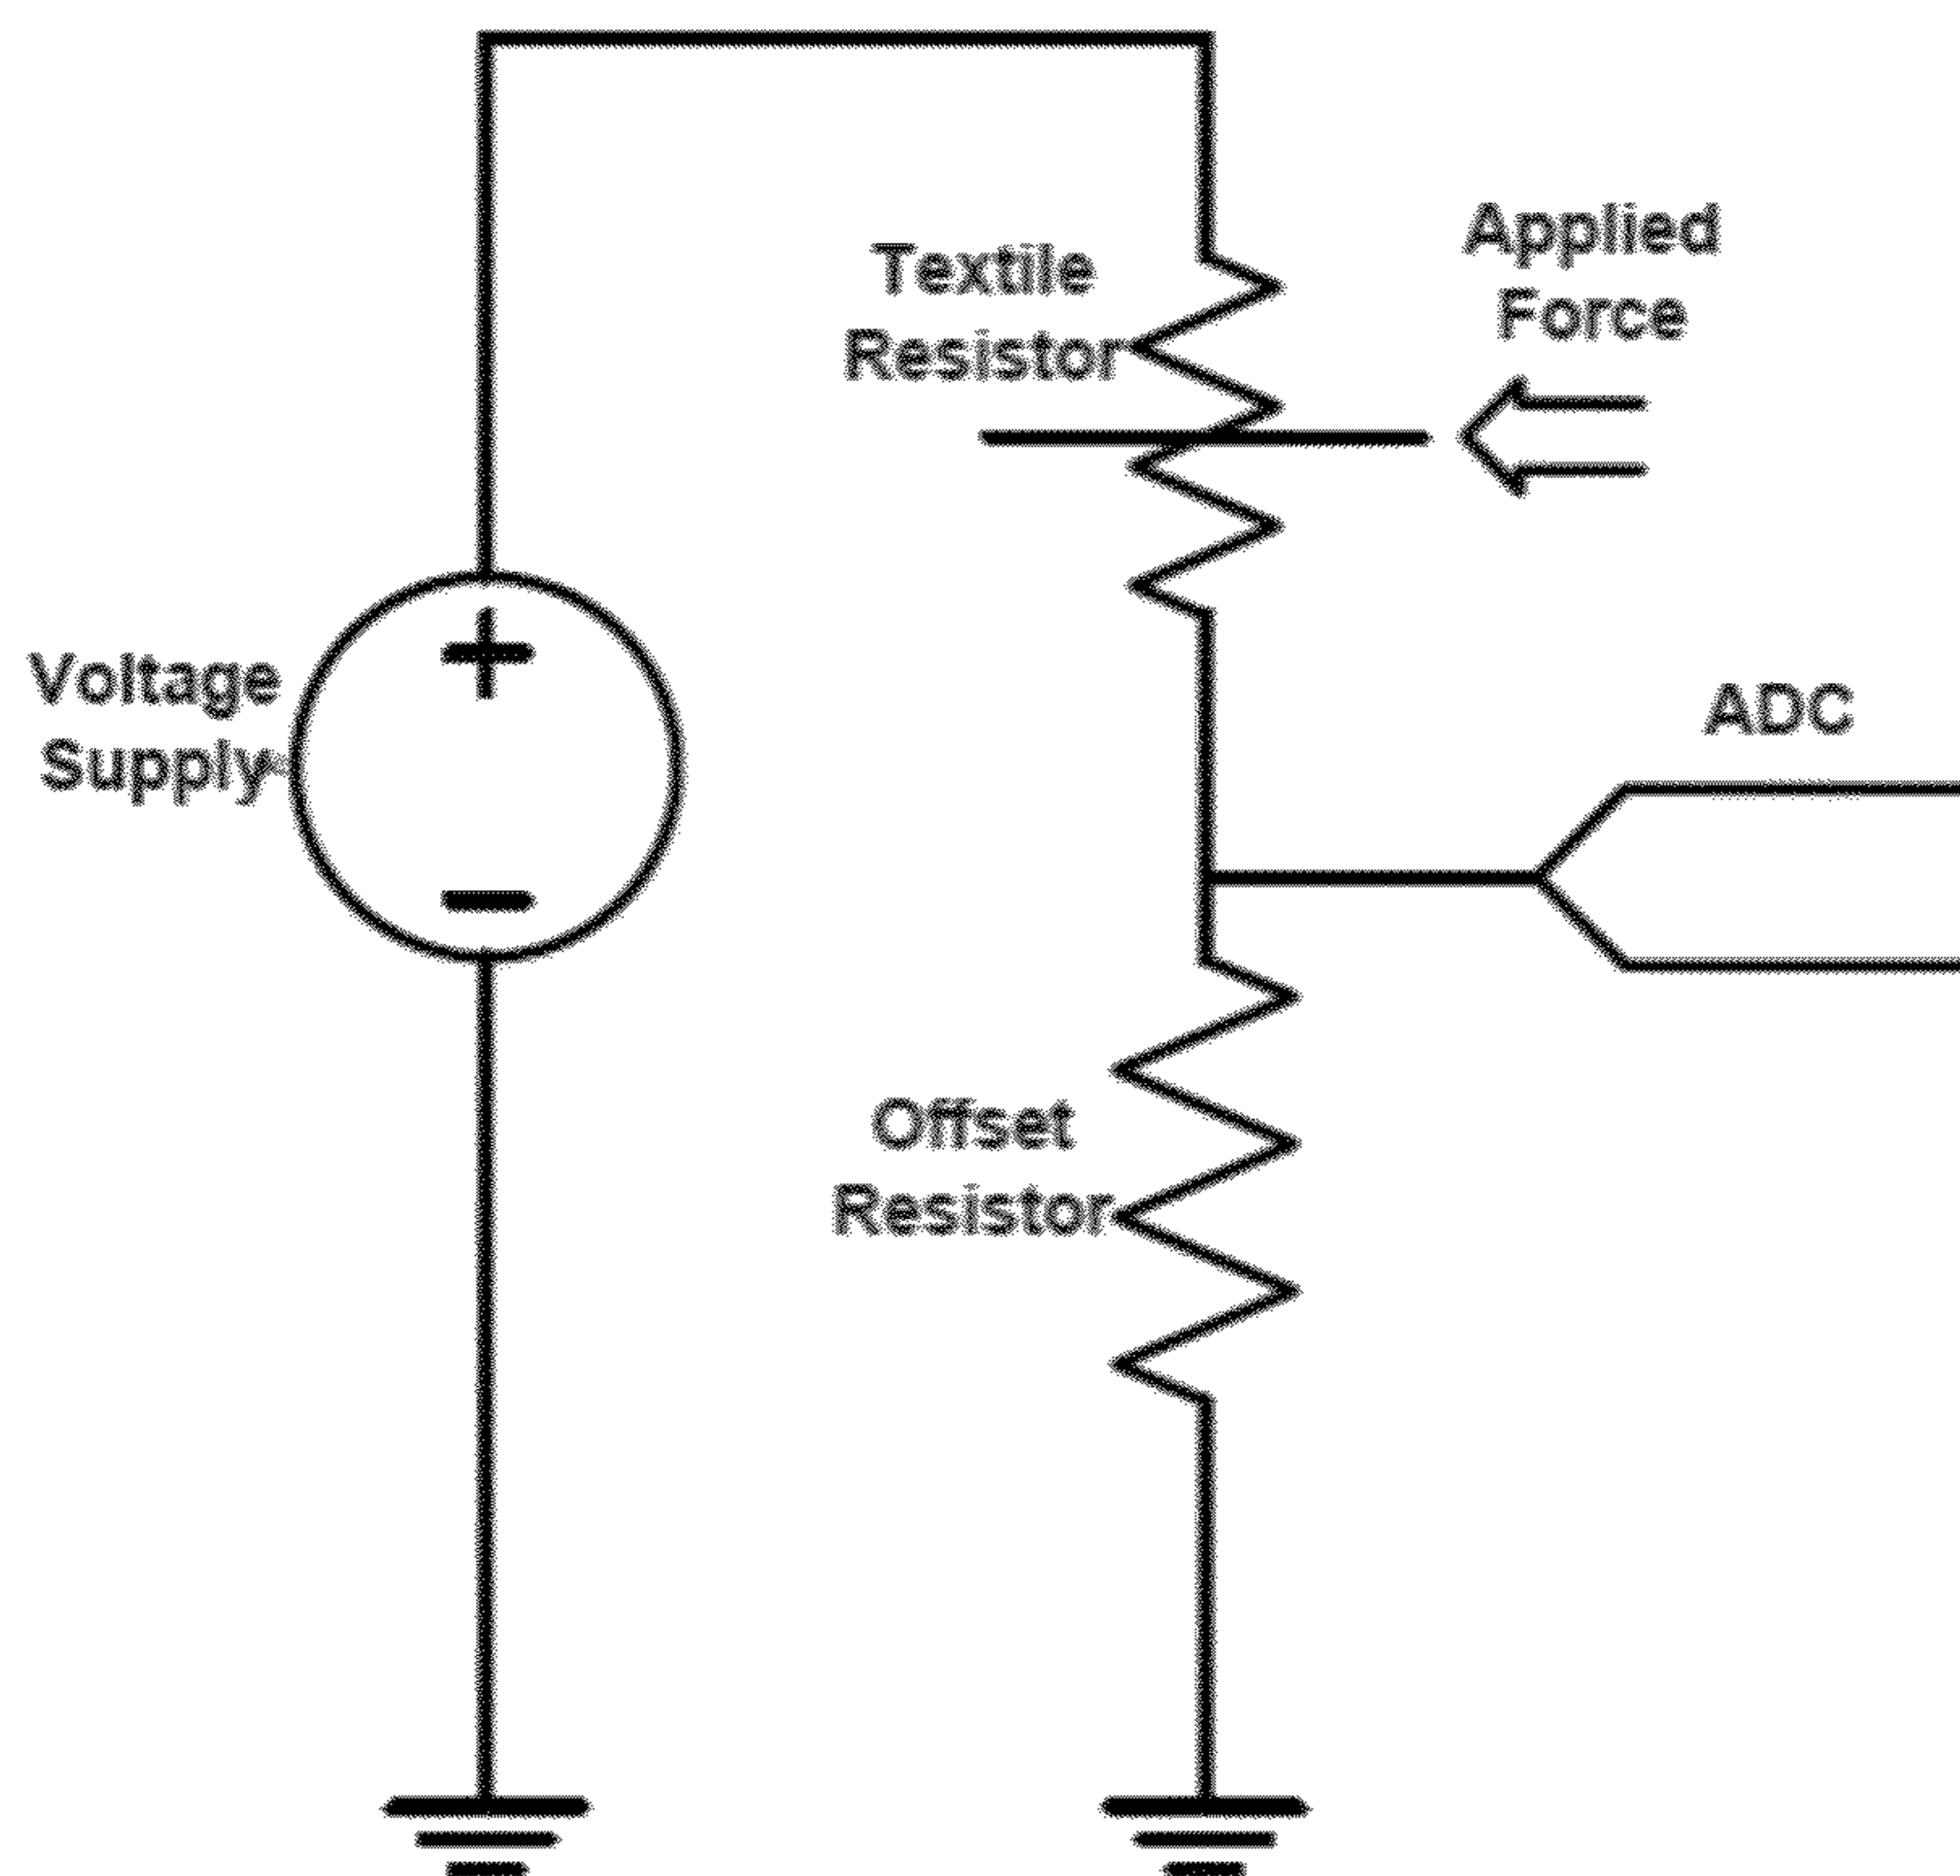 Textile
Resistor
Applied
Force
Voltage
Supply
+
−
ADC
Offset
Resistor